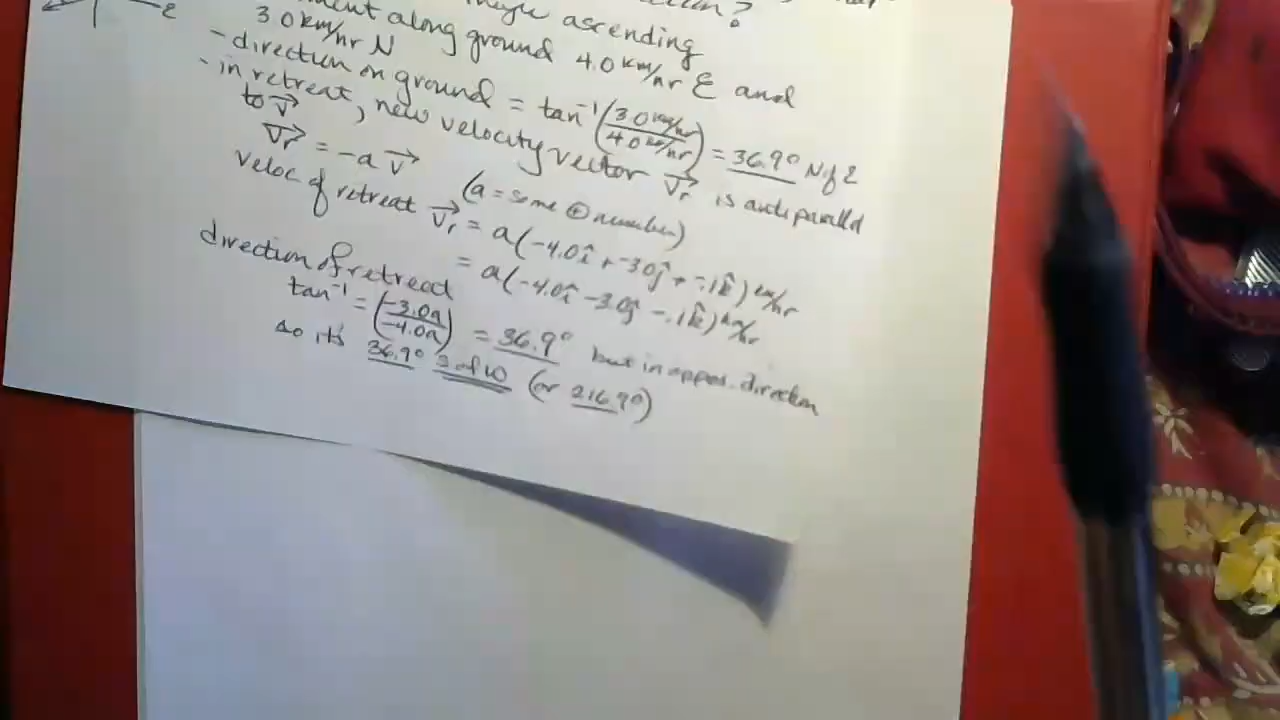 ascending
along ground 4.0 km/hr E and
3.0 km/hr N
- direction on ground = tan⁻¹(3.0 km/hr / 4.0 km/hr) = 36.9° N of E
- in retreat, new velocity vector v⃗r is antiparallel
to v⃗
v⃗r = -a v⃗ (a = some ⊕ number)
veloc of retreat v⃗r = a(-4.0î + -3.0ĵ + -.1k̂) km/hr
= a(-4.0î - 3.0ĵ - .1k̂) km/hr
direction of retreat
tan⁻¹ = (-3.0a / -4.0a) = 36.9° but in oppos. direction
so it's 36.9° S of W (or 216.9°)